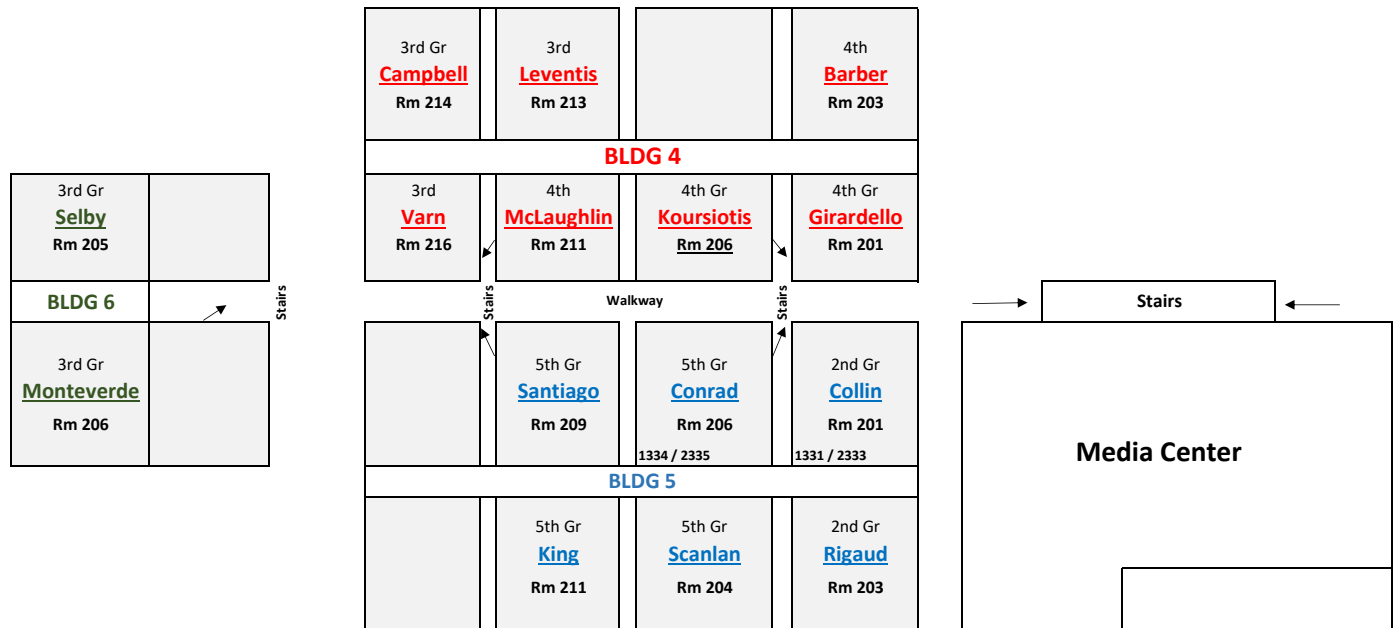 3rd Gr
Campbell
Rm 214
3rd
Leventis
Rm 213
4th
Barber
Rm 203
BLDG 4
3rd Gr
Selby
Rm 205
3rd
Varn
Rm 216
4th
McLaughlin
Rm 211
4th Gr
Koursiotis
Rm 206
4th Gr
Girardello
Rm 201
BLDG 6
Stairs
Stairs
Walkway
Stairs
Stairs
3rd Gr
Monteverde
Rm 206
5th Gr
Santiago
Rm 209
5th Gr
Conrad
Rm 206
1334 / 2335
2nd Gr
Collin
Rm 201
1331 / 2333
Media Center
BLDG 5
5th Gr
King
Rm 211
5th Gr
Scanlan
Rm 204
2nd Gr
Rigaud
Rm 203